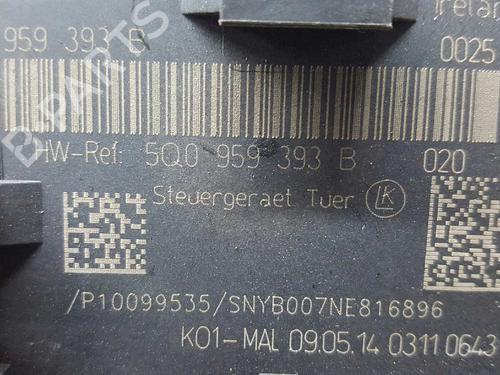 959 393 B
0025
HW-Ref: 5Q0 959 393 B 020
Steuergeraet Tuer LK
/P10099535/SNYB007NE816896
K01-MAL 09.05.14 0311 0643